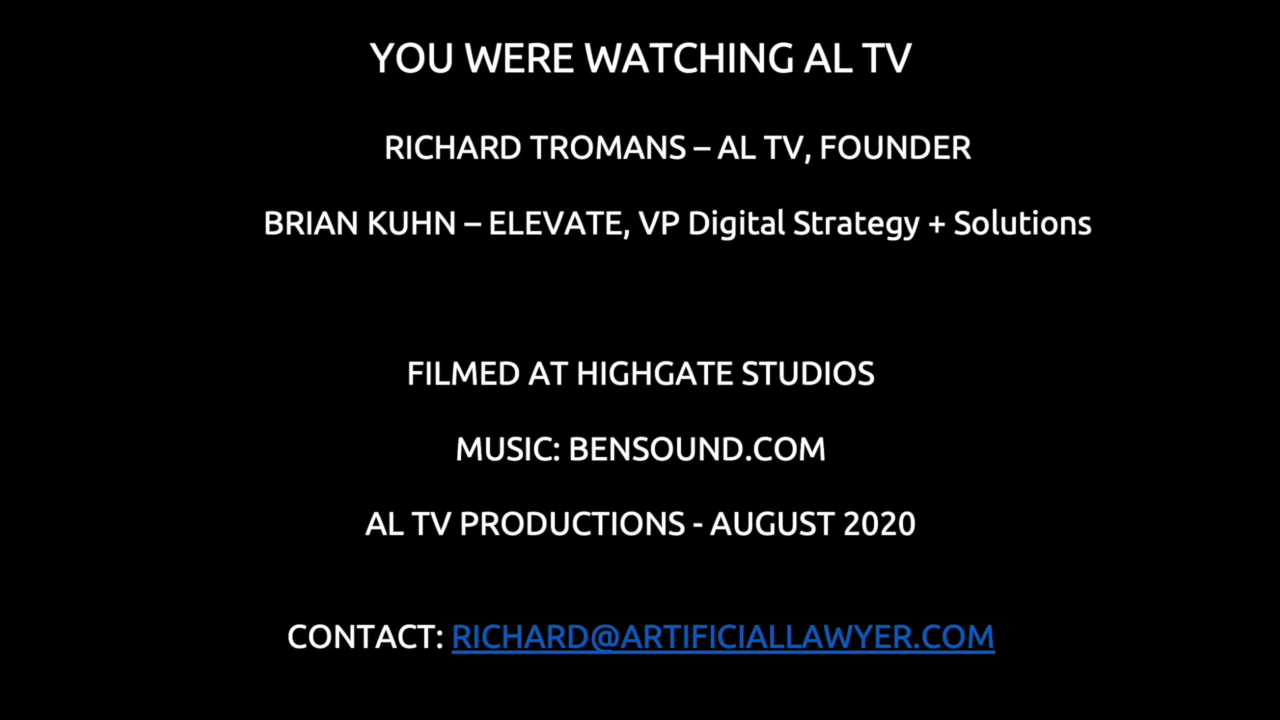 YOU WERE WATCHING AL TV
RICHARD TROMANS – AL TV, FOUNDER
BRIAN KUHN – ELEVATE, VP Digital Strategy + Solutions
FILMED AT HIGHGATE STUDIOS
MUSIC: BENSOUND.COM
AL TV PRODUCTIONS - AUGUST 2020
CONTACT: RICHARD@ARTIFICIALLAWYER.COM